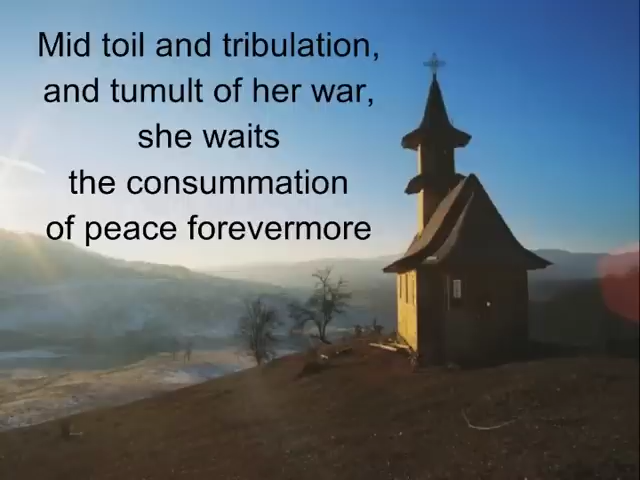 Mid toil and tribulation,
and tumult of her war,
she waits
the consummation
of peace forevermore